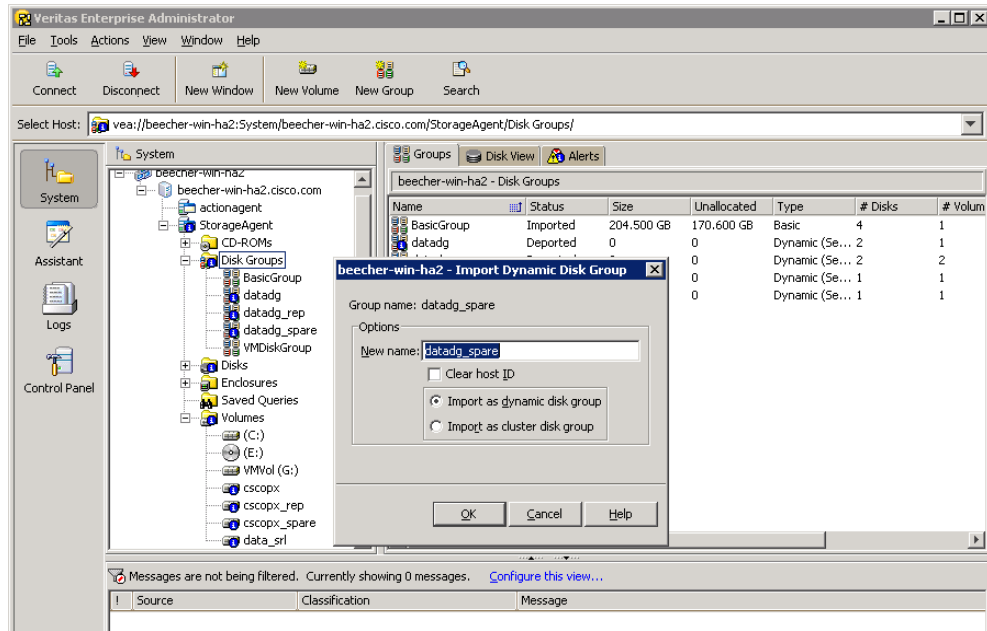 Veritas Enterprise Administrator
File Tools Actions View Window Help
Connect Disconnect New Window New Volume New Group Search
Select Host: vea://beecher-win-ha2:System/beecher-win-ha2.cisco.com/StorageAgent/Disk Groups/
System
Assistant
Logs
Control Panel
System
beecher-win-ha2
beecher-win-ha2.cisco.com
actionagent
StorageAgent
CD-ROMs
Disk Groups
BasicGroup
datadg
datadg_rep
datadg_spare
VMDiskGroup
Disks
Enclosures
Saved Queries
Volumes
(C:)
(E:)
VMVol (G:)
cscopx
cscopx_rep
cscopx_spare
data_srl
Groups Disk View Alerts
beecher-win-ha2 - Disk Groups
Name Status Size Unallocated Type # Disks # Volum
BasicGroup Imported 204.500 GB 170.600 GB Basic 4 1
datadg Deported 0 0 Dynamic (Se... 2 1
0 Dynamic (Se... 2 2
0 Dynamic (Se... 1 1
0 Dynamic (Se... 1 1
beecher-win-ha2 - Import Dynamic Disk Group
Group name: datadg_spare
Options
New name: datadg_spare
Clear host ID
Import as dynamic disk group
Import as cluster disk group
OK Cancel Help
Messages are not being filtered. Currently showing 0 messages. Configure this view...
! Source Classification Message